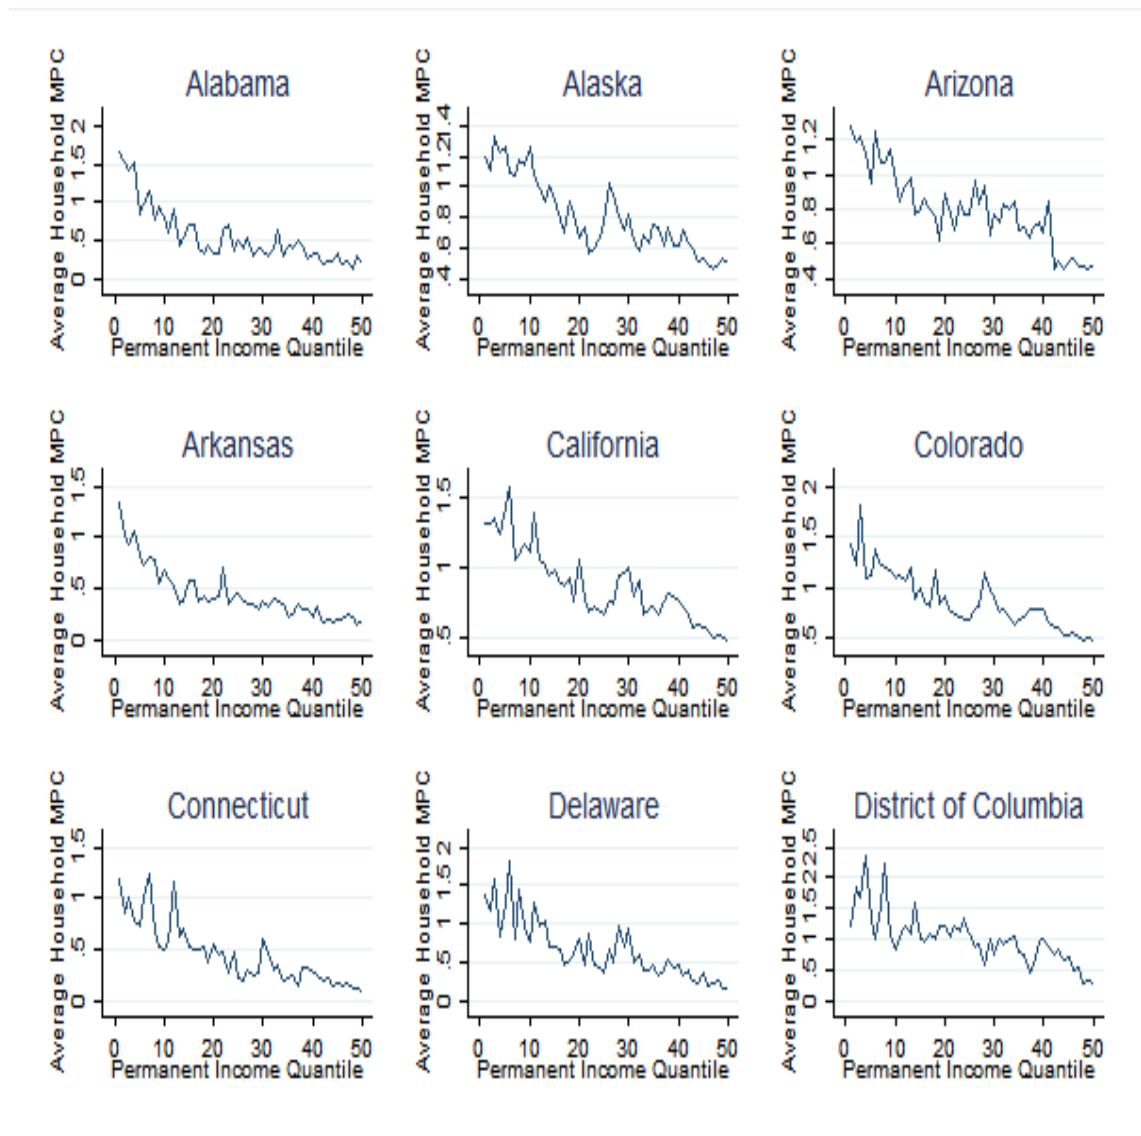 Alabama
Average Household MPC
0 .5 1 1.5 2
0 10 20 30 40 50
Permanent Income Quantile
Alaska
Average Household MPC
.4 .6 .8 1 1.2 1.4
0 10 20 30 40 50
Permanent Income Quantile
Arizona
Average Household MPC
.4 .6 .8 1 1.2
0 10 20 30 40 50
Permanent Income Quantile
Arkansas
Average Household MPC
0 .5 1 1.5
0 10 20 30 40 50
Permanent Income Quantile
California
Average Household MPC
.5 1 1.5
0 10 20 30 40 50
Permanent Income Quantile
Colorado
Average Household MPC
.5 1 1.5 2
0 10 20 30 40 50
Permanent Income Quantile
Connecticut
Average Household MPC
0 .5 1 1.5
0 10 20 30 40 50
Permanent Income Quantile
Delaware
Average Household MPC
0 .5 1 1.5 2
0 10 20 30 40 50
Permanent Income Quantile
District of Columbia
Average Household MPC
0 .5 1 1.5 2 2.5
0 10 20 30 40 50
Permanent Income Quantile